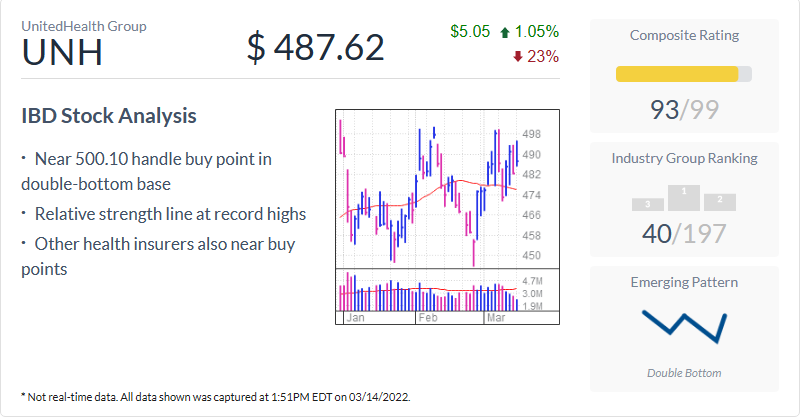 UnitedHealth Group
UNH
$ 487.62
$5.05 1.05%
23%
IBD Stock Analysis
· Near 500.10 handle buy point in
double-bottom base
· Relative strength line at record highs
· Other health insurers also near buy
points
498
490
482
474
466
458
450
4.7M
3.0M
1.9M
Jan Feb Mar
Composite Rating
93/99
Industry Group Ranking
3 1 2
40/197
Emerging Pattern
Double Bottom
* Not real-time data. All data shown was captured at 1:51PM EDT on 03/14/2022.